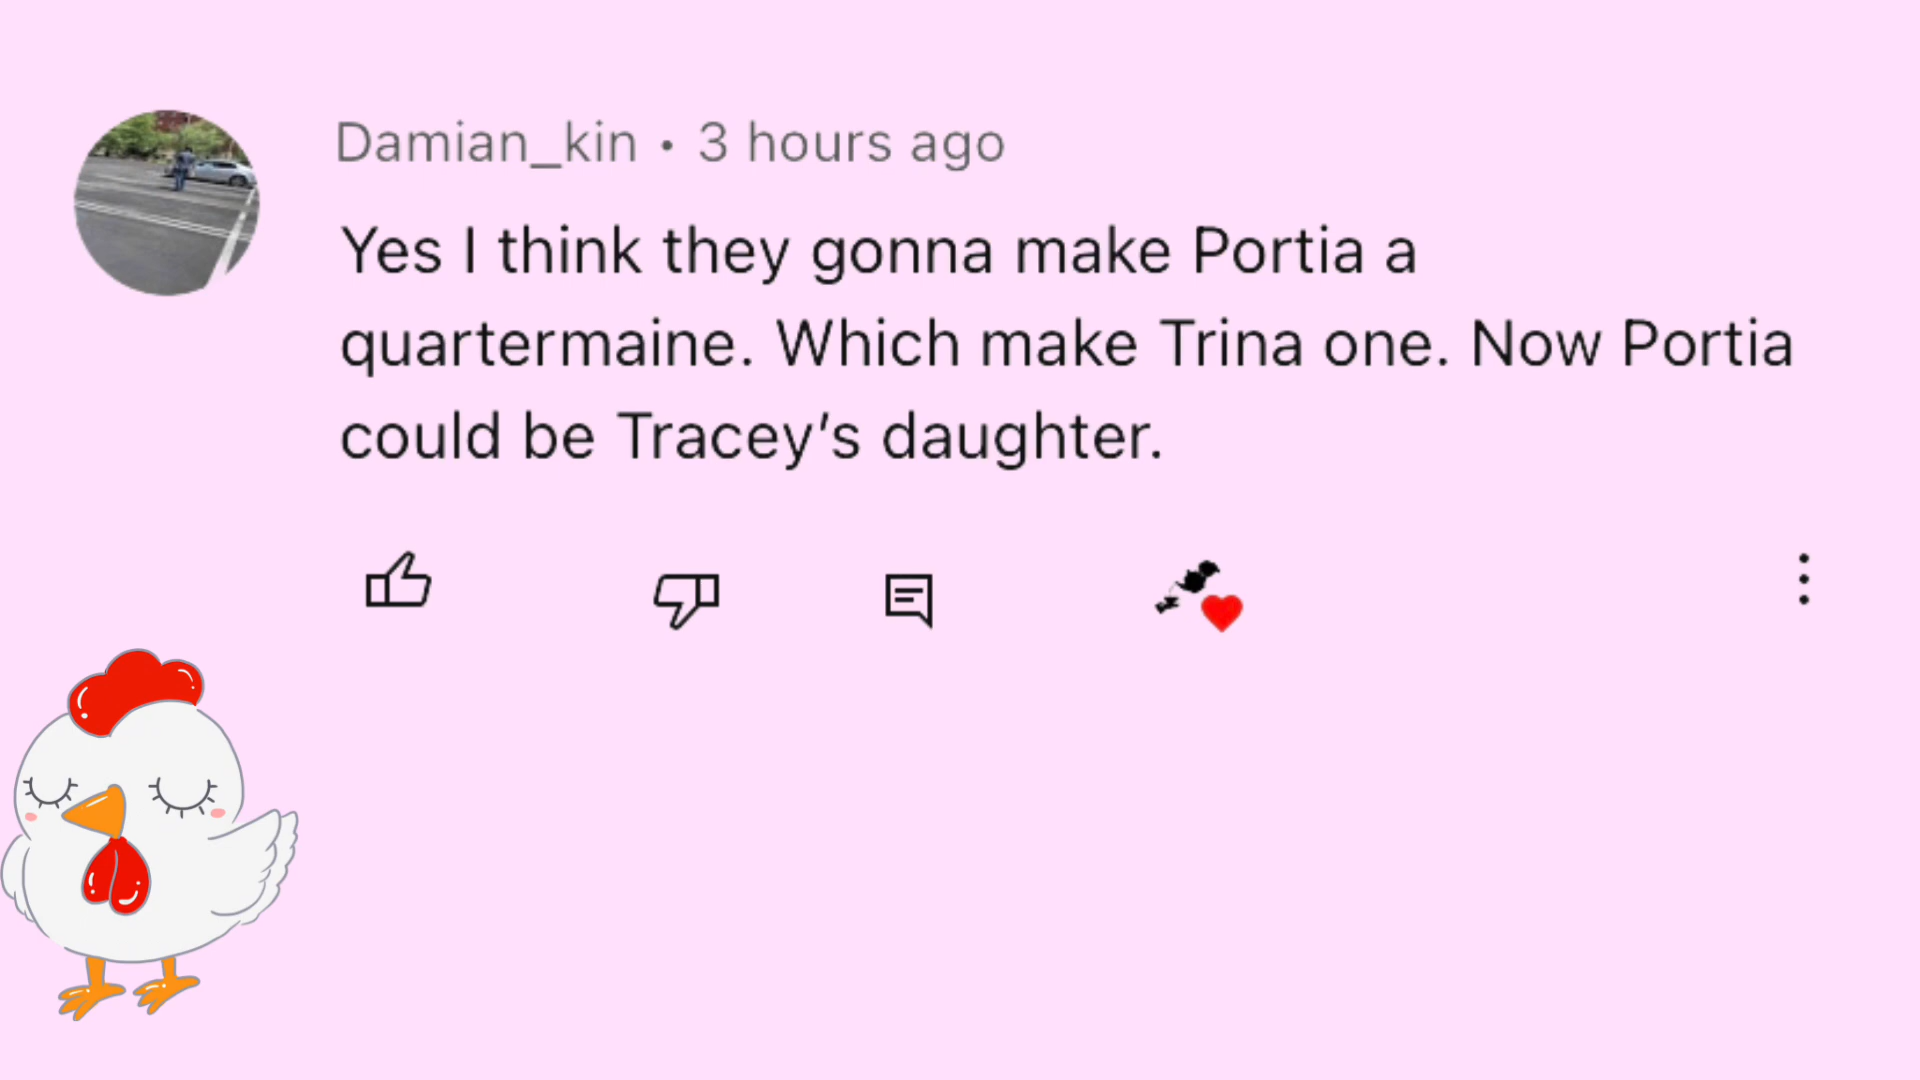 Damian_kin • 3 hours ago
Yes I think they gonna make Portia a
quartermaine. Which make Trina one. Now Portia
could be Tracey’s daughter.